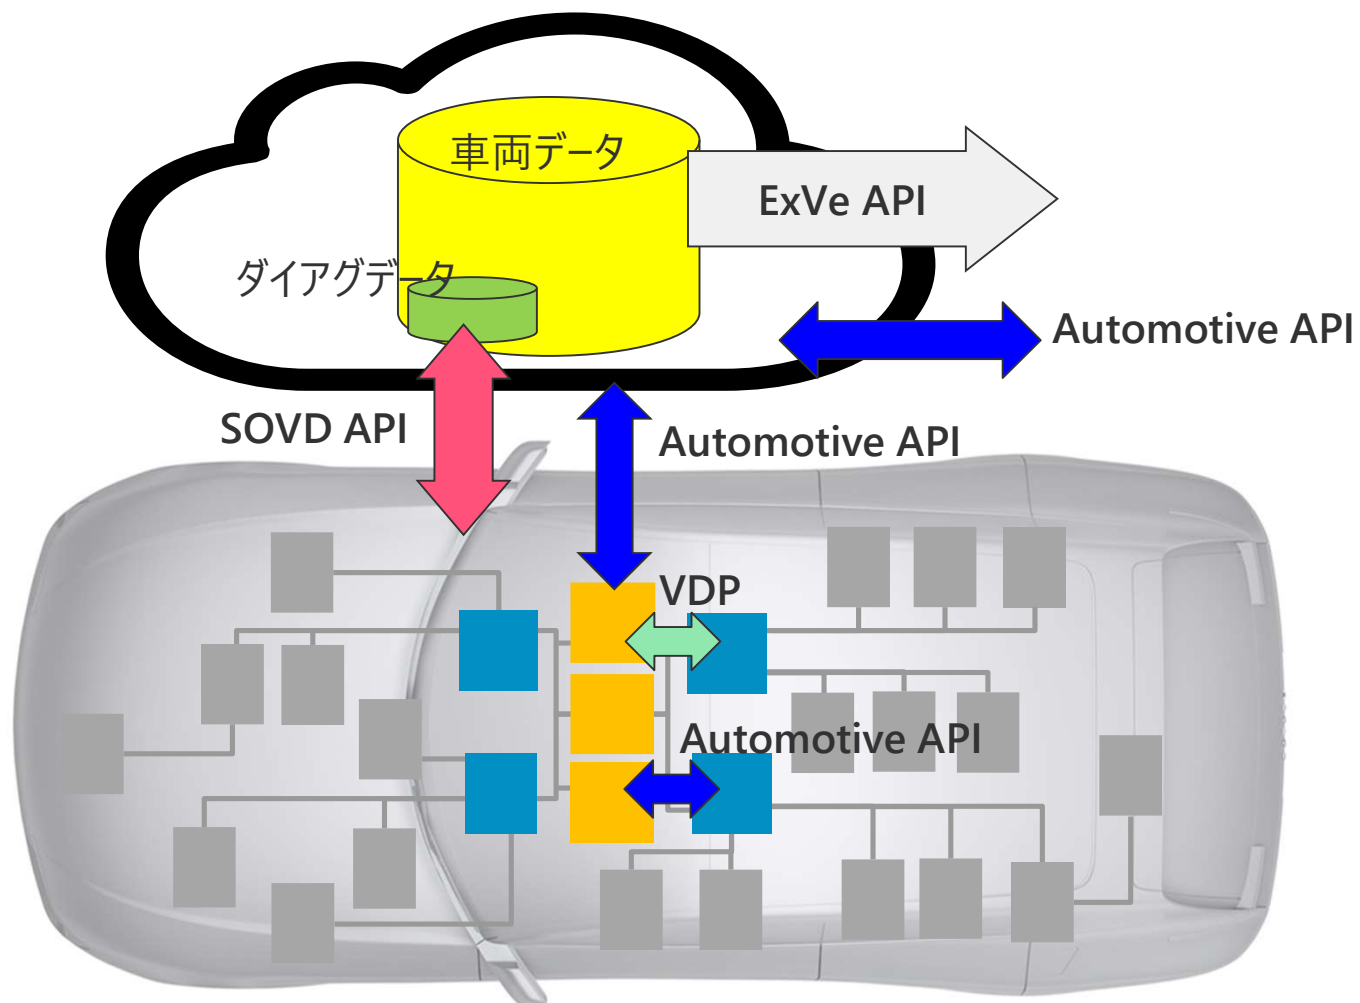 車両データ
ExVe API
ダイアグデータ
Automotive API
SOVD API
Automotive API
VDP
Automotive API